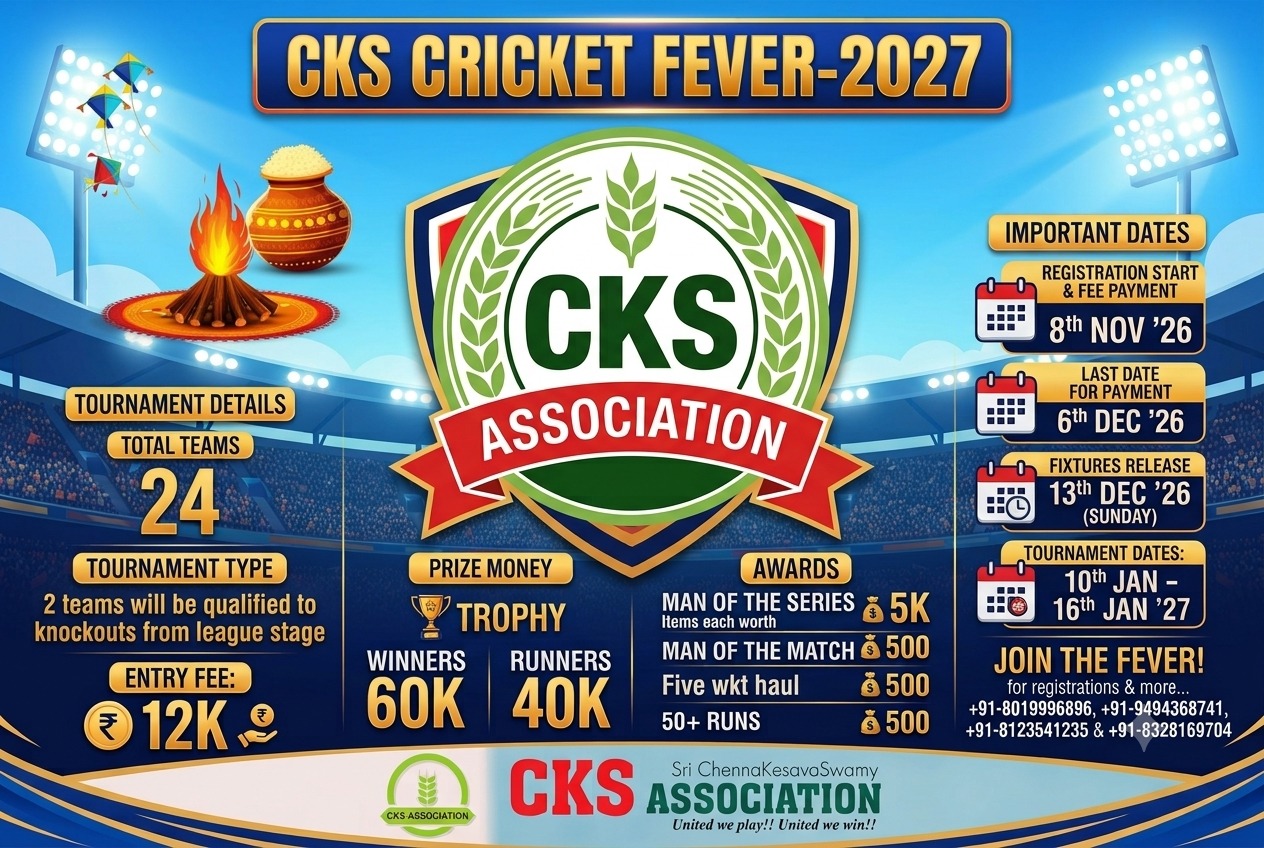 CKS CRICKET FEVER-2027
CKS
ASSOCIATION
TOURNAMENT DETAILS
TOTAL TEAMS
24
TOURNAMENT TYPE
2 teams will be qualified to
knockouts from league stage
ENTRY FEE:
₹ 12K ₹
PRIZE MONEY
TROPHY
WINNERS
60K
RUNNERS
40K
AWARDS
MAN OF THE SERIES $ 5K
Items each worth
MAN OF THE MATCH $ 500
Five wkt haul $ 500
50+ RUNS $ 500
IMPORTANT DATES
REGISTRATION START
& FEE PAYMENT
8th NOV ’26
LAST DATE
FOR PAYMENT
6th DEC ’26
FIXTURES RELEASE
13th DEC ’26
(SUNDAY)
TOURNAMENT DATES:
10th JAN –
16th JAN ’27
JOIN THE FEVER!
for registrations & more...
+91-8019996896, +91-9494368741,
+91-8123541235 & +91-8328169704
CKS ASSOCIATION
CKS
Sri ChennaKesavaSwamy
ASSOCIATION
United we play!! United we win!!